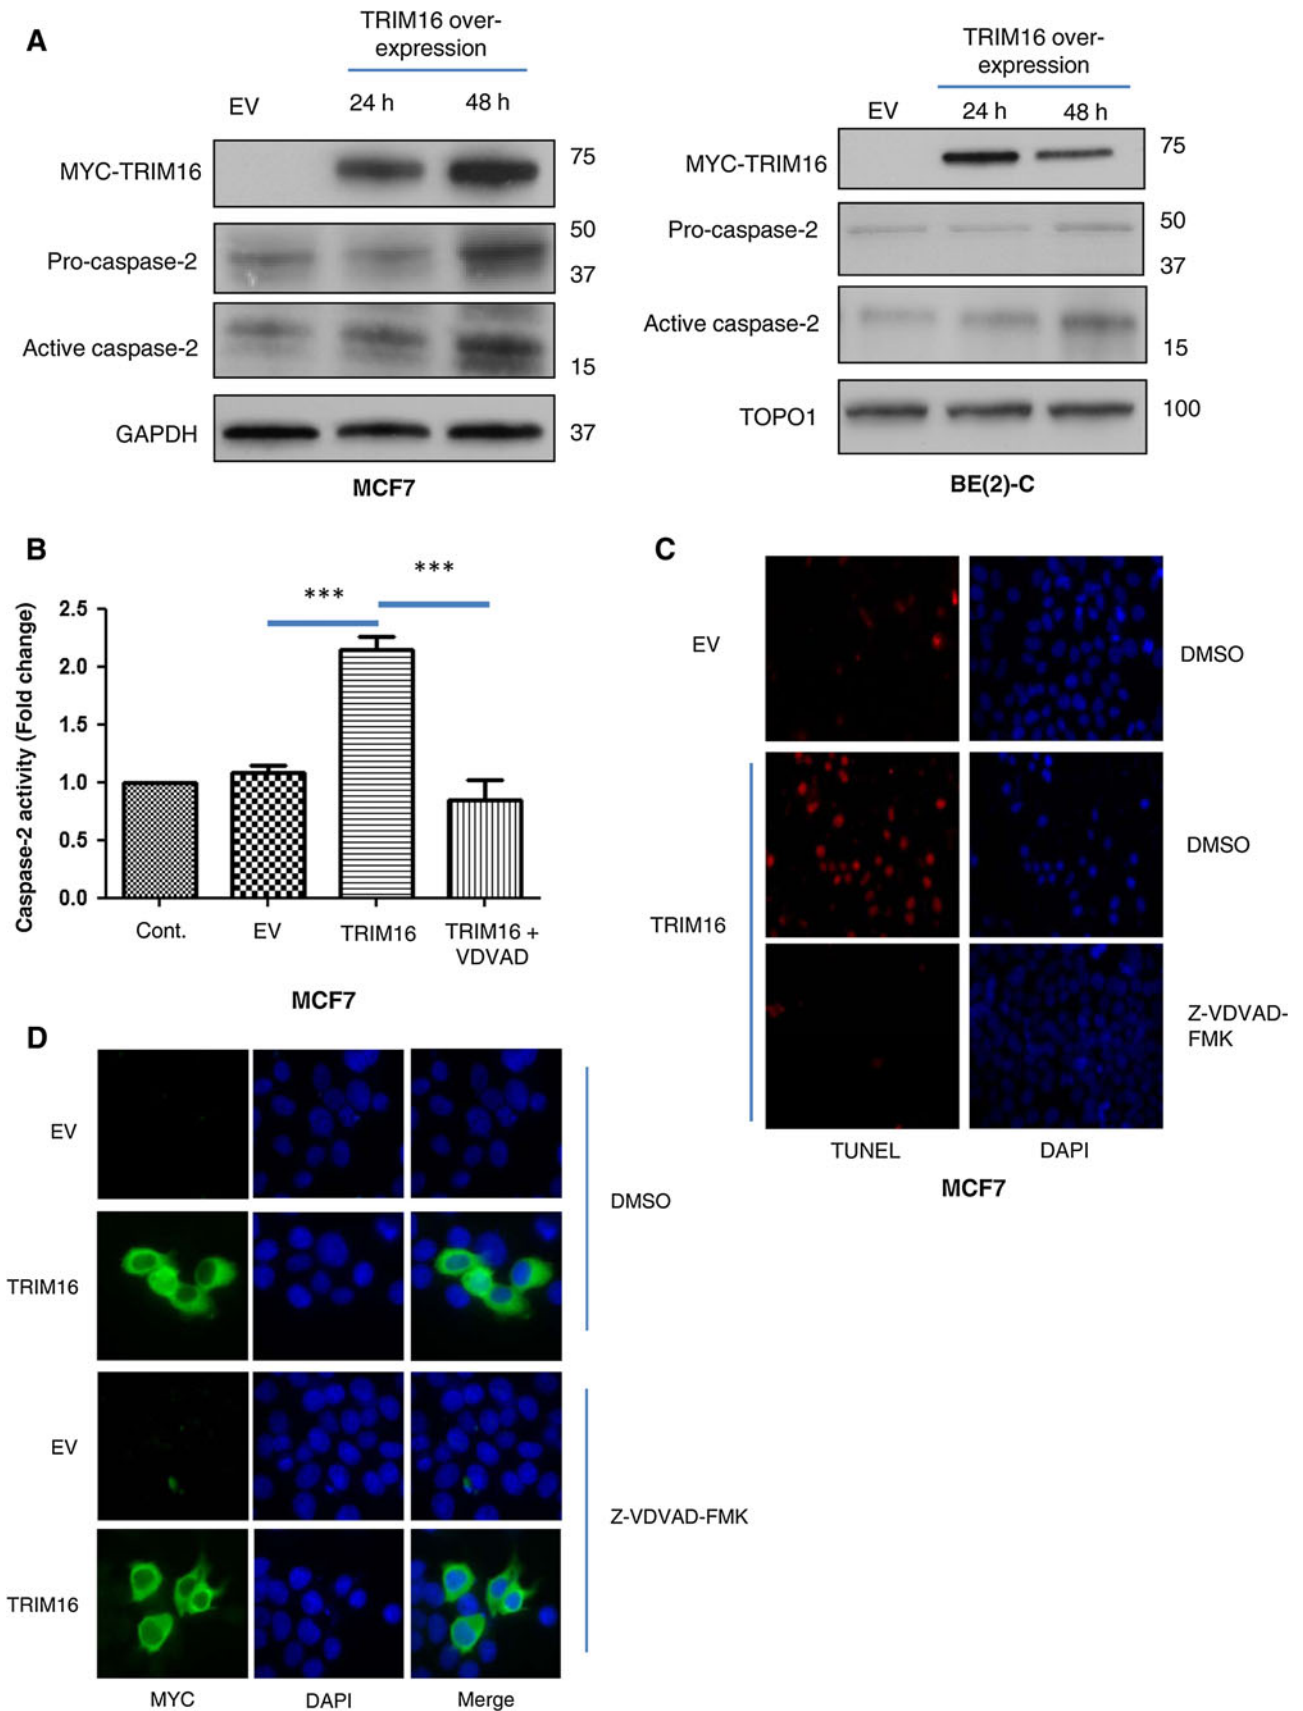 A
TRIM16 over-
expression
EV
24 h
48 h
MYC-TRIM16
75
Pro-caspase-2
50
37
Active caspase-2
15
GAPDH
37
MCF7
TRIM16 over-
expression
EV
24 h
48 h
MYC-TRIM16
75
Pro-caspase-2
50
37
Active caspase-2
15
TOPO1
100
BE(2)-C
B
Caspase-2 activity (Fold change)
2.5
2.0
1.5
1.0
0.5
0.0
***
***
Cont.
EV
TRIM16
TRIM16 +
VDVAD
MCF7
C
EV
DMSO
TRIM16
DMSO
Z-VDVAD-
FMK
TUNEL
DAPI
MCF7
D
EV
TRIM16
DMSO
EV
TRIM16
Z-VDVAD-FMK
MYC
DAPI
Merge